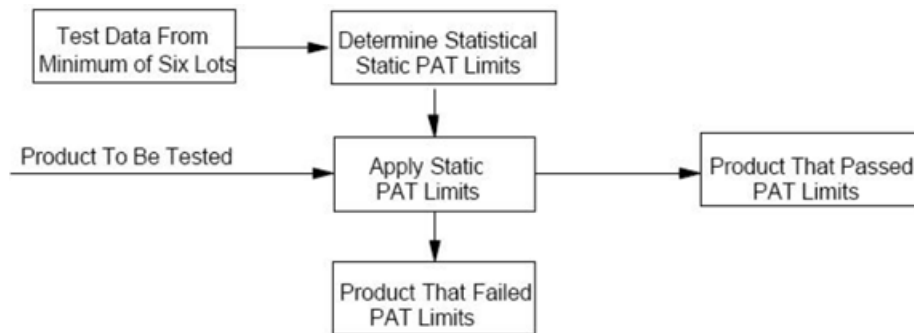 Test Data From
Minimum of Six Lots
Determine Statistical
Static PAT Limits
Product To Be Tested
Apply Static
PAT Limits
Product That Passed
PAT Limits
Product That Failed
PAT Limits